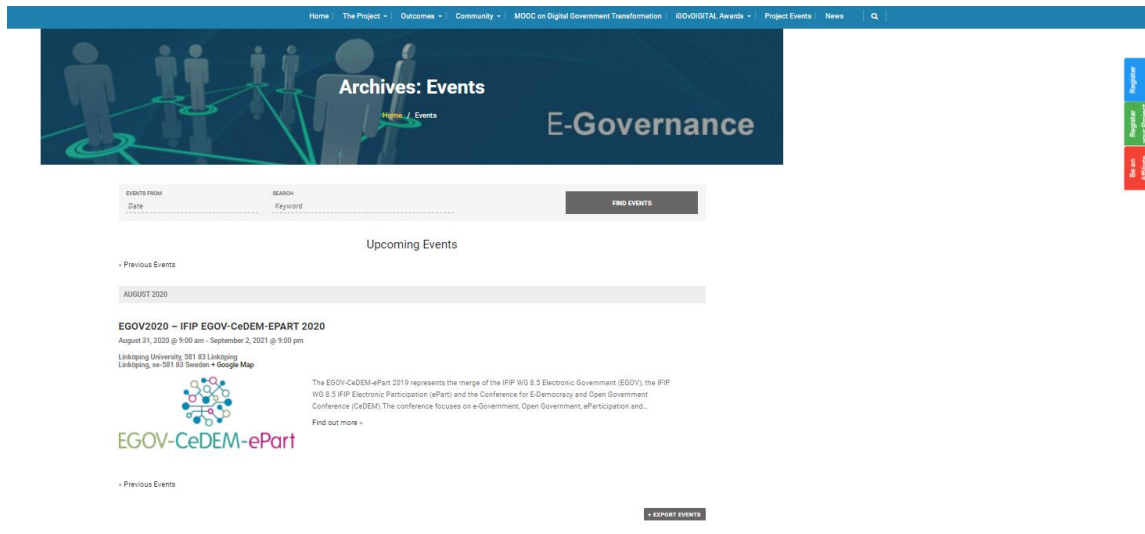 Home The Project Outcomes Community MOOC on Digital Government Transformation iGOvDIGITAL Awards Project Events News
Archives: Events
Home / Events
E-Governance
Register
Register
Be an
EVENTS FROM SEARCH
Date Keyword
FIND EVENTS
Upcoming Events
« Previous Events
AUGUST 2020
EGOV2020 – IFIP EGOV-CeDEM-EPART 2020
August 31, 2020 @ 9:00 am - September 2, 2021 @ 9:00 pm
Linköping University, 581 83 Linköping
Linköping, se-581 83 Sweden + Google Map
The EGOV-CeDEM-ePart 2019 represents the merge of the IFIP WG 8.5 Electronic Government (EGOV), the IFIP
WG 8.5 IFIP Electronic Participation (ePart) and the Conference for E-Democracy and Open Government
Conference (CeDEM).The conference focuses on e-Government, Open Government, eParticipation and...
Find out more »
EGOV-CeDEM-ePart
« Previous Events
+ EXPORT EVENTS